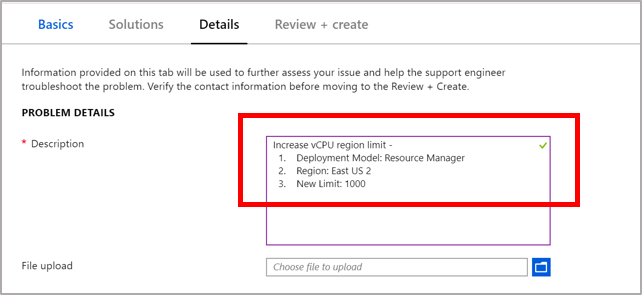 Basics Solutions Details Review + create
Information provided on this tab will be used to further assess your issue and help the support engineer
troubleshoot the problem. Verify the contact information before moving to the Review + Create.
PROBLEM DETAILS
* Description
Increase vCPU region limit -
1. Deployment Model: Resource Manager
2. Region: East US 2
3. New Limit: 1000
File upload
Choose file to upload